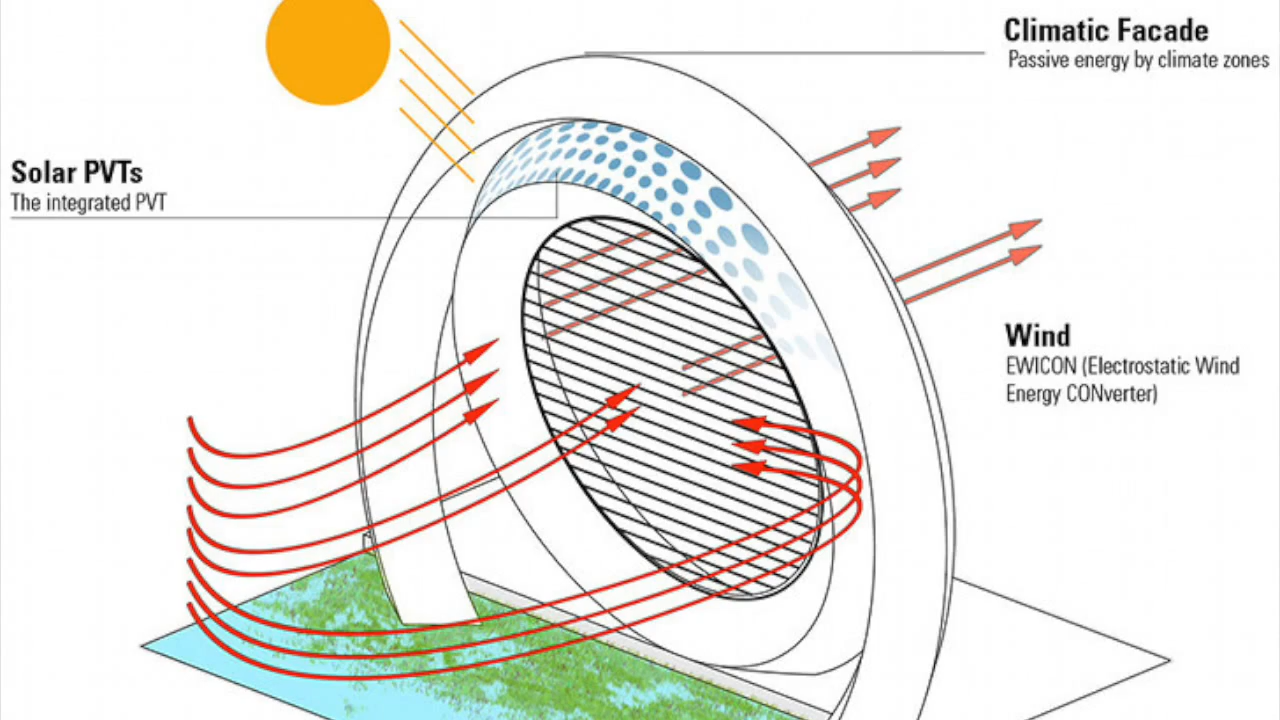 Climatic Facade
Passive energy by climate zones
Solar PVTs
The integrated PVT
Wind
EWICON (Electrostatic Wind
Energy CONverter)